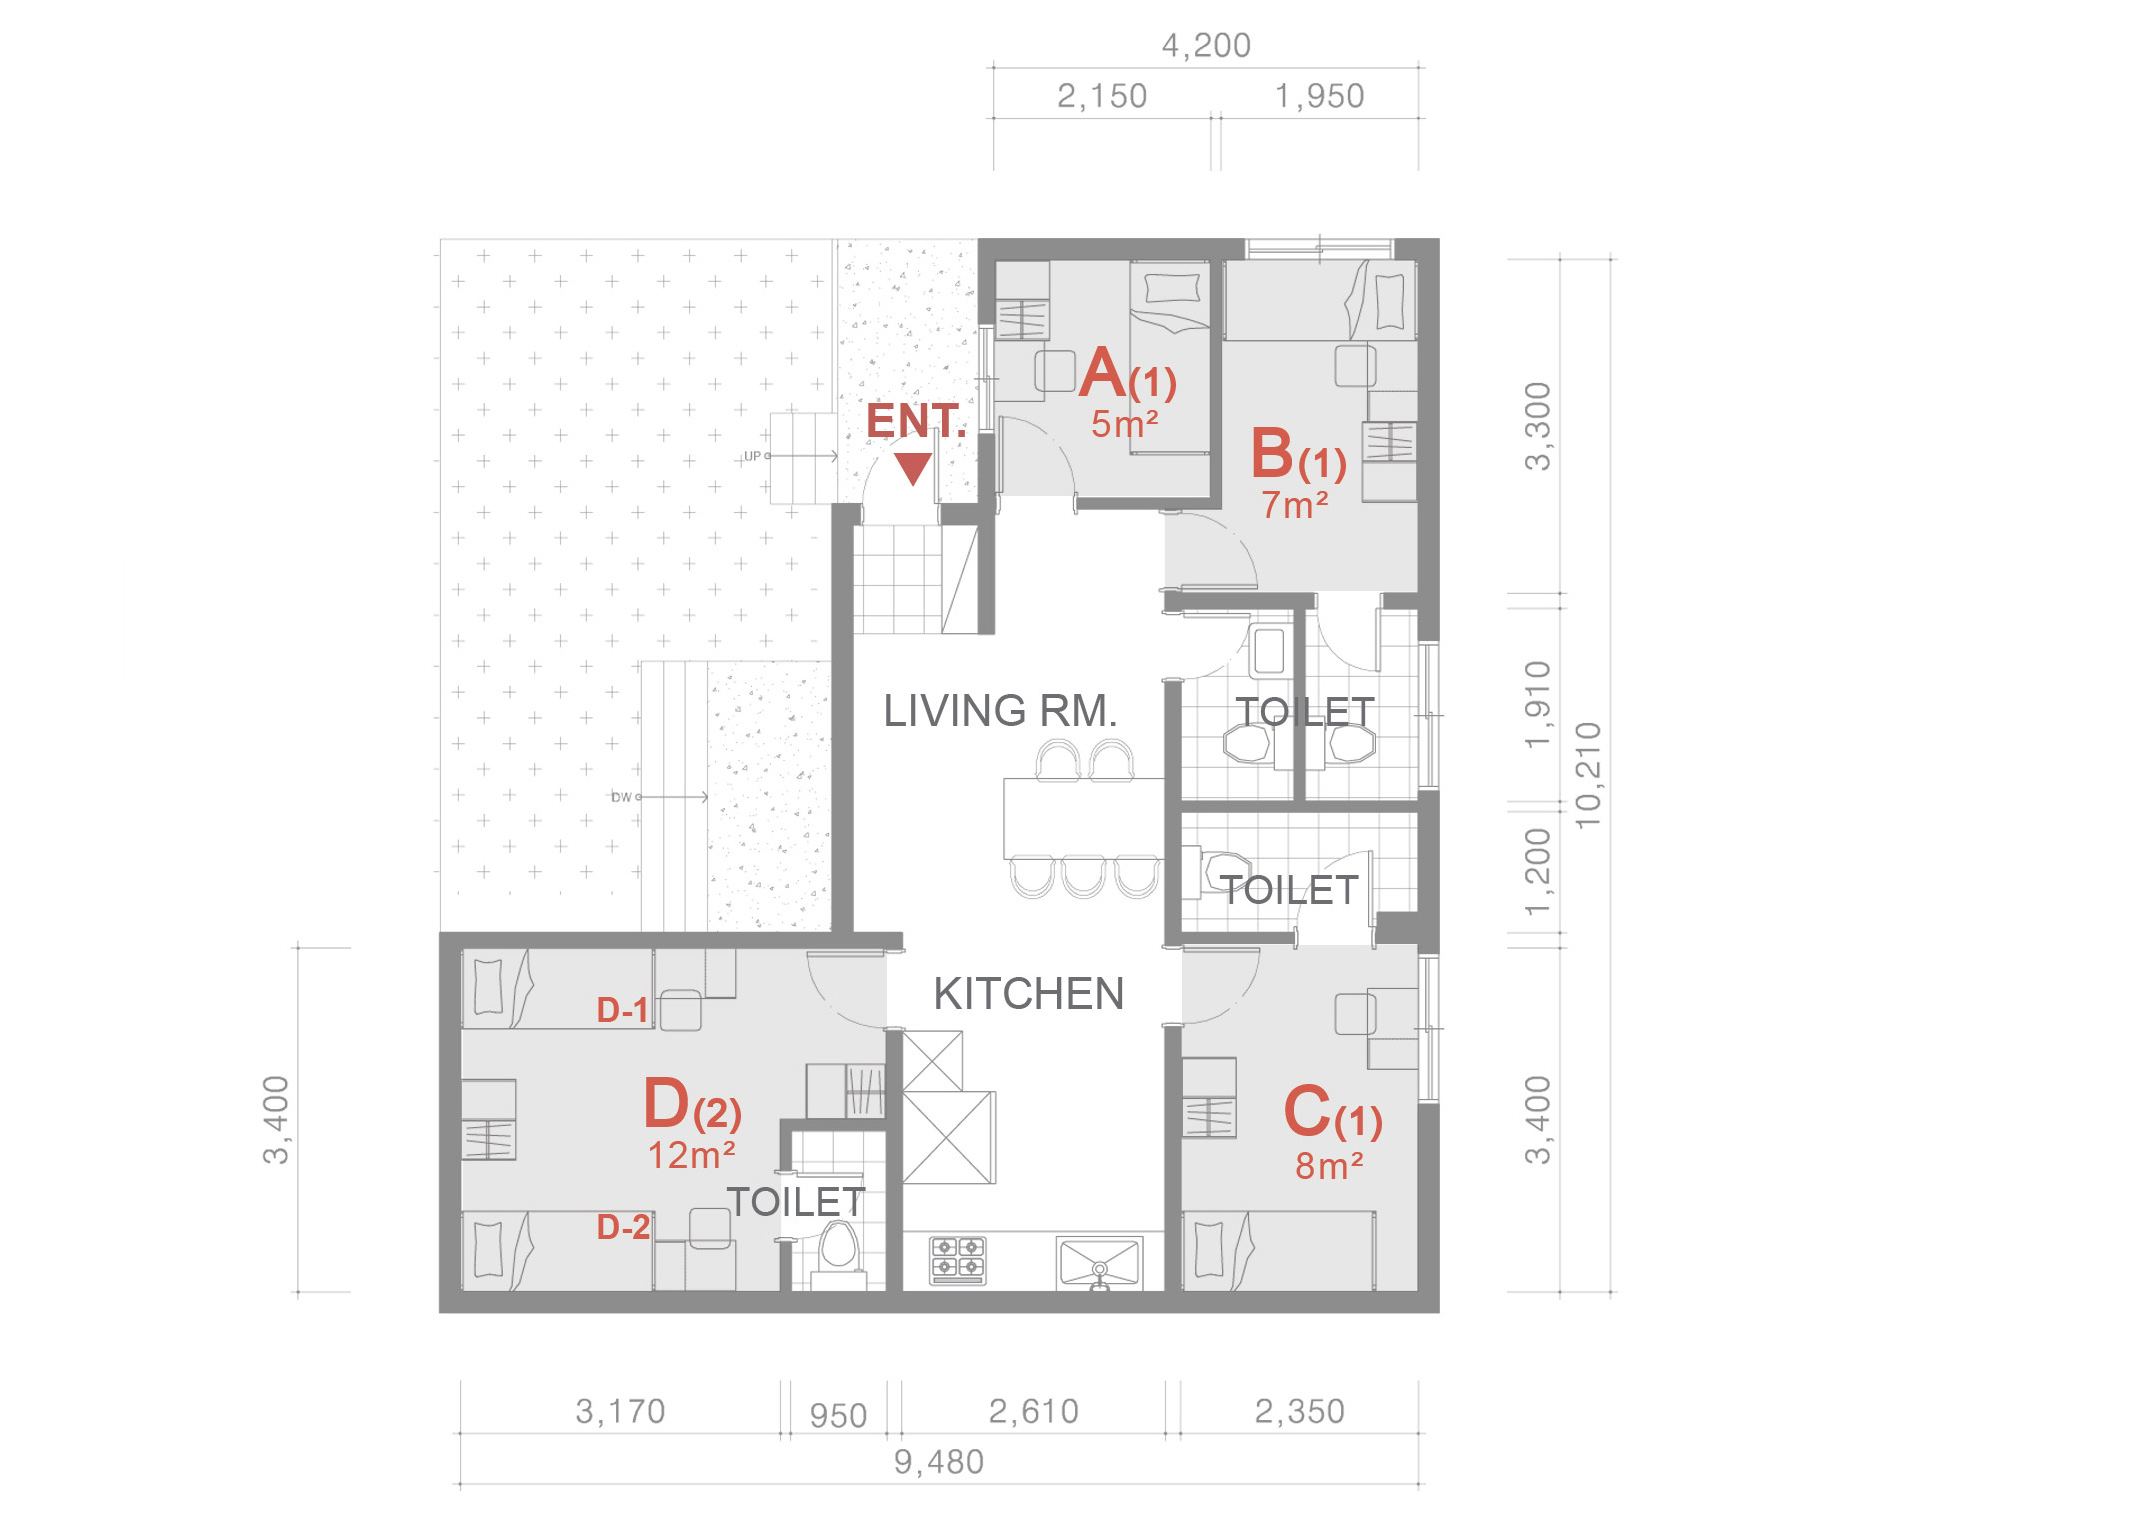 4,200
2,150
1,950
A(1)
5m²
ENT.
B(1)
7m²
UP
3,300
LIVING RM.
TOILET
1,910
10,210
DW
TOILET
1,200
KITCHEN
D-1
D(2)
12m²
C(1)
8m²
3,400
3,400
TOILET
D-2
3,170
950
2,610
2,350
9,480